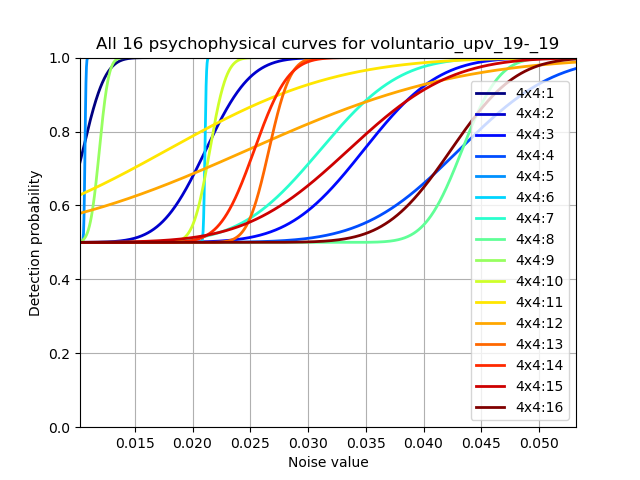 All 16 psychophysical curves for voluntario_upv_19-_19
Detection probability
1.0
0.8
0.6
0.4
0.2
0.0
0.015 0.020 0.025 0.030 0.035 0.040 0.045 0.050
Noise value
4x4:1
4x4:2
4x4:3
4x4:4
4x4:5
4x4:6
4x4:7
4x4:8
4x4:9
4x4:10
4x4:11
4x4:12
4x4:13
4x4:14
4x4:15
4x4:16